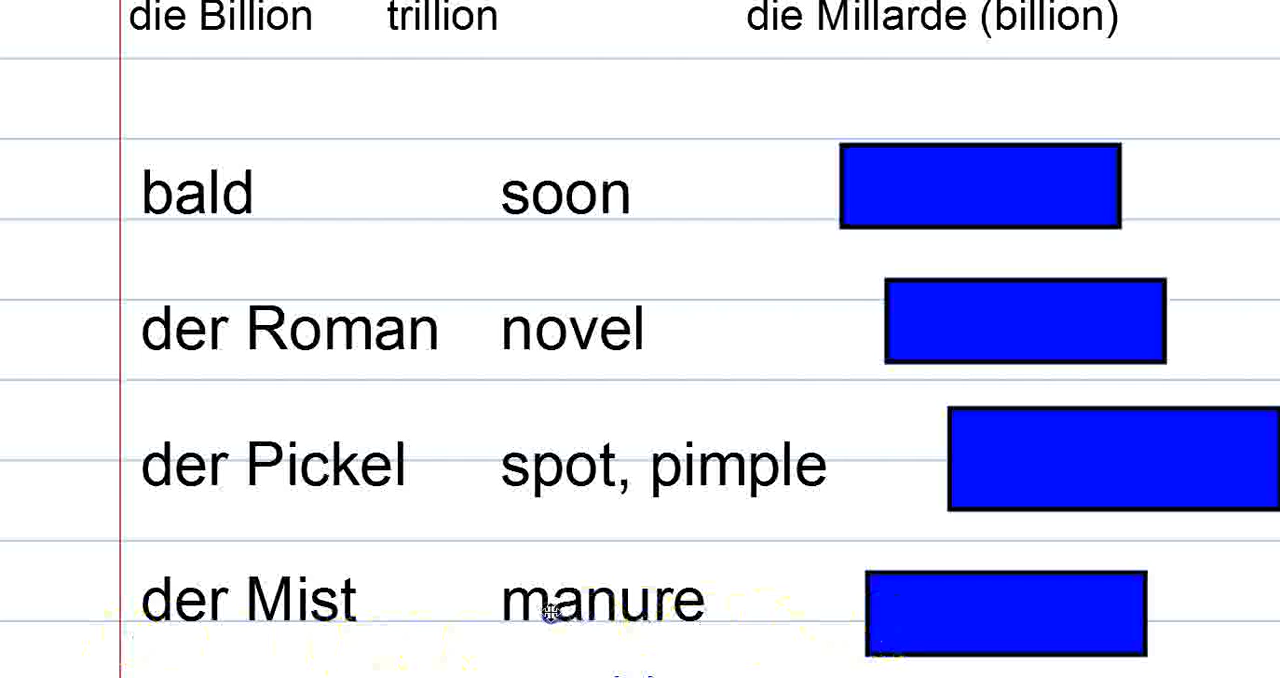 die Billion trillion die Millarde (billion)
bald soon
der Roman novel
der Pickel spot, pimple
der Mist manure